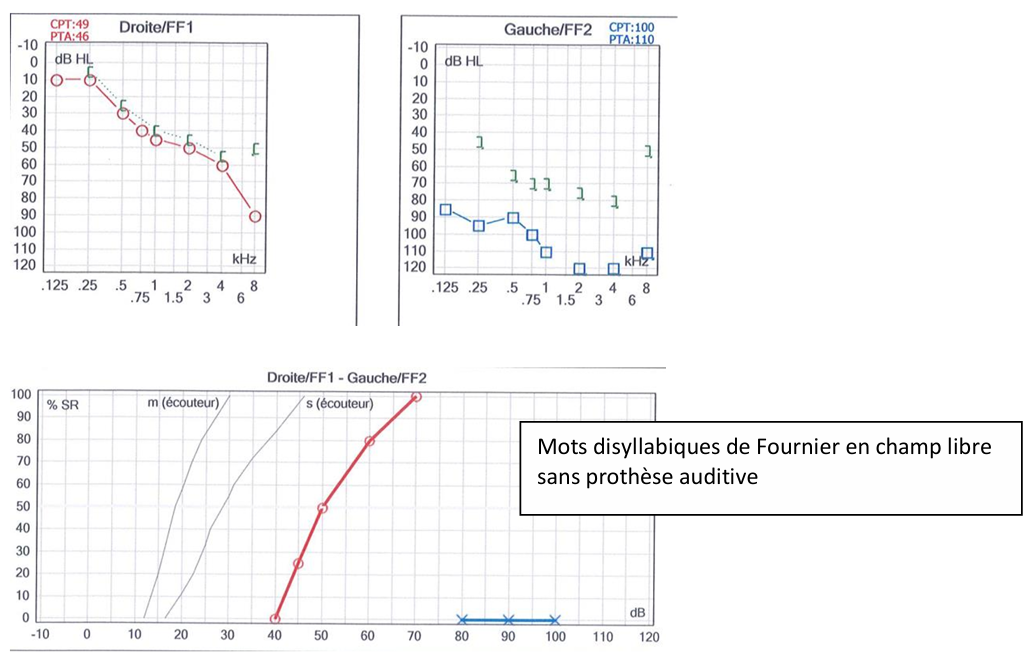 CPT:49
PTA:46
Droite/FF1
-10
0
10
20
30
40
50
60
70
80
90
100
110
120
dB HL
kHz
.125 .25 .5 1 2 4 8
.75 1.5 3 6
Gauche/FF2
CPT:100
PTA:110
-10
0
10
20
30
40
50
60
70
80
90
100
110
120
dB HL
kHz
.125 .25 .5 1 2 4 8
.75 1.5 3 6
Droite/FF1 - Gauche/FF2
100
% SR
m (écouteur)
s (écouteur)
80
70
60
50
40
30
20
10
0
dB
-10 0 10 20 30 40 50 60 70 80 90 100 110 120
Mots disyllabiques de Fournier en champ libre
sans prothèse auditive